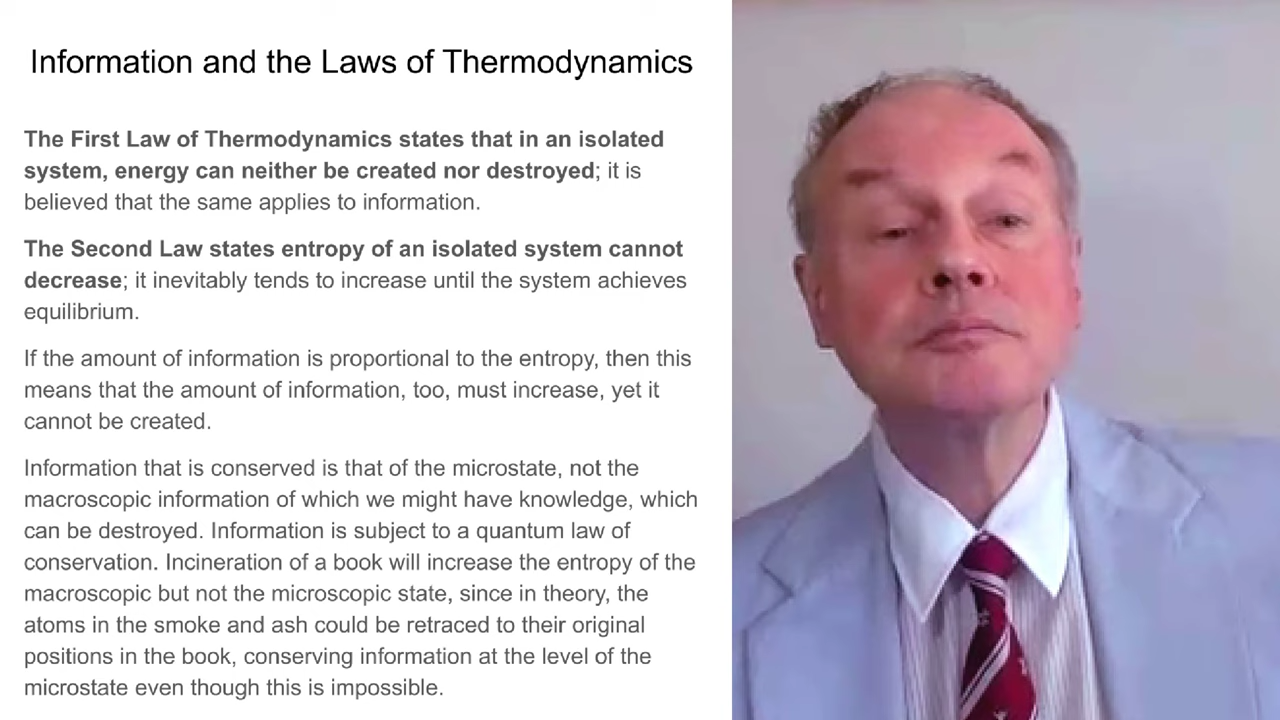 Information and the Laws of Thermodynamics
The First Law of Thermodynamics states that in an isolated
system, energy can neither be created nor destroyed; it is
believed that the same applies to information.
The Second Law states entropy of an isolated system cannot
decrease; it inevitably tends to increase until the system achieves
equilibrium.
If the amount of information is proportional to the entropy, then this
means that the amount of information, too, must increase, yet it
cannot be created.
Information that is conserved is that of the microstate, not the
macroscopic information of which we might have knowledge, which
can be destroyed. Information is subject to a quantum law of
conservation. Incineration of a book will increase the entropy of the
macroscopic but not the microscopic state, since in theory, the
atoms in the smoke and ash could be retraced to their original
positions in the book, conserving information at the level of the
microstate even though this is impossible.